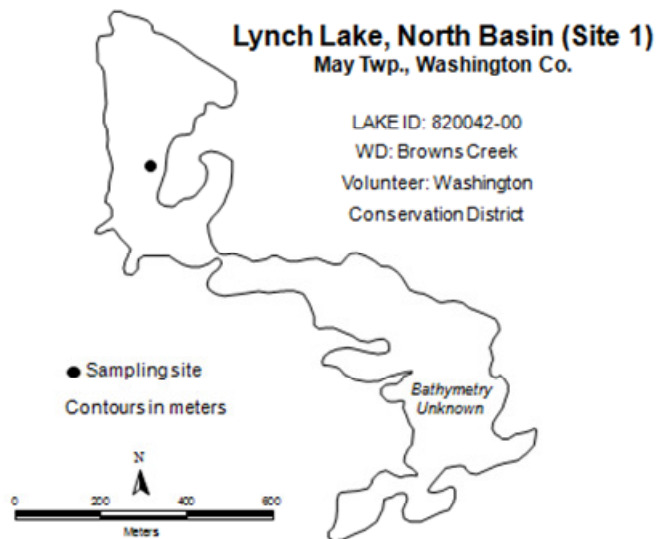 Lynch Lake, North Basin (Site 1)
May Twp., Washington Co.
LAKE ID: 820042-00
WD: Browns Creek
Volunteer: Washington
Conservation District
Sampling site
Contours in meters
Bathymetry
Unknown
N
0 200 400 600
Meters